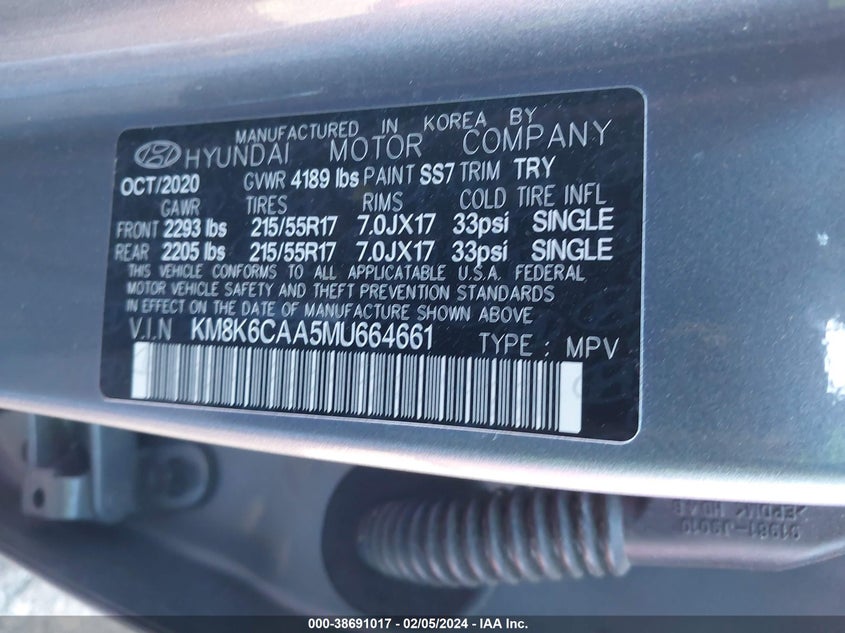 MANUFACTURED IN KOREA BY
HYUNDAI MOTOR COMPANY
OCT/2020 GVWR 4189 lbs PAINT SS7 TRIM TRY
GAWR TIRES RIMS COLD TIRE INFL
FRONT 2293 lbs 215/55R17 7.0JX17 33psi SINGLE
REAR 2205 lbs 215/55R17 7.0JX17 33psi SINGLE
THIS VEHICLE CONFORMS TO ALL APPLICATABLE U.S.A. FEDERAL
MOTOR VEHICLE SAFETY AND THEFT PREVENTION STANDARDS
IN EFFECT ON THE DATE OF MANUFACTURE SHOWN ABOVE.
V.I.N KM8K6CAA5MU664661 TYPE : MPV
91961-J9010
000-38691017 - 02/05/2024 - IAA Inc.